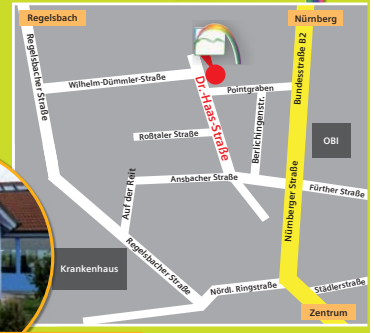 Regelsbach
Nürnberg
Regelsbacher Straße
Wilhelm-Dümmler-Straße
Bundesstraße B2
Pointgraben
Dr.-Haas-Straße
Berlichingenstr.
Roßtaler Straße
OBI
Ansbacher Straße
Auf der Reit
Fürther Straße
Nürnberger Straße
Regelsbacher Straße
Krankenhaus
Nördl. Ringstraße
Städlerstraße
Zentrum